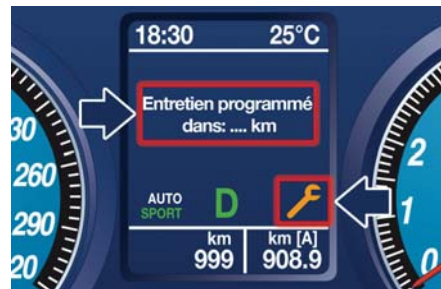 18:30 25°C
Entretien programmé
dans: .... km
AUTO
SPORT D
km km [A]
999 908.9
30
260
290
20
2
1
0